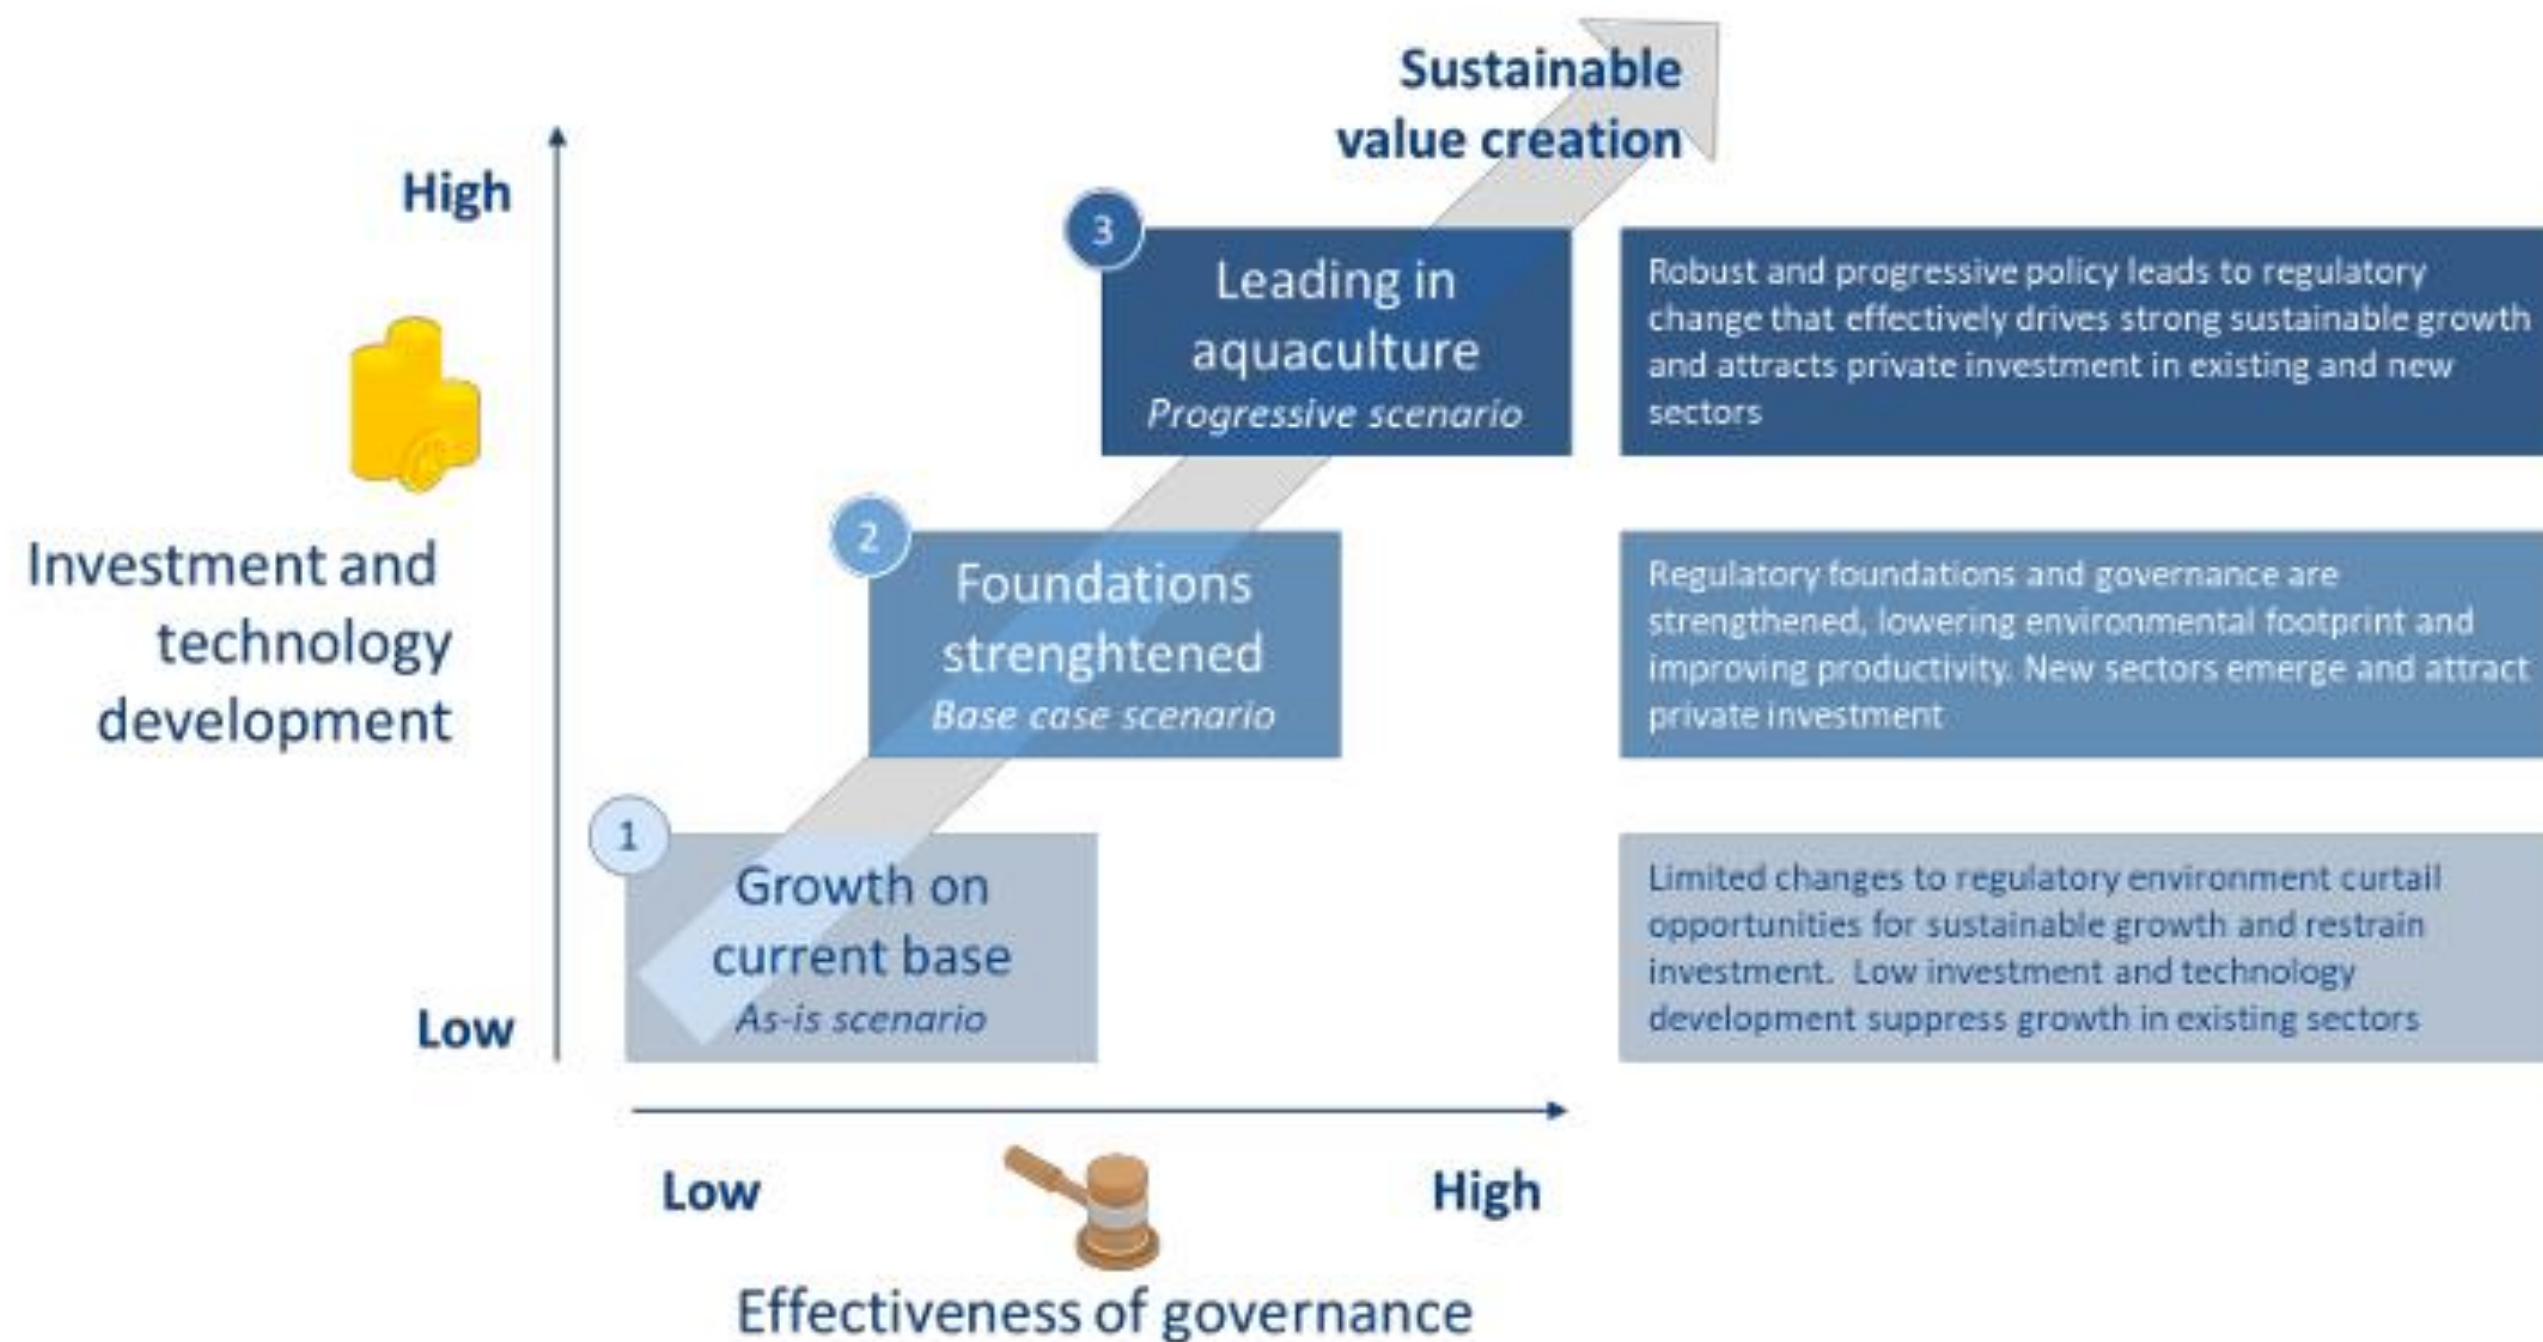 Sustainable
value creation
High
Investment and
technology
development
Low
3
Leading in
aquaculture
Progressive scenario
Robust and progressive policy leads to regulatory
change that effectively drives strong sustainable growth
and attracts private investment in existing and new
sectors
2
Foundations
strenghtened
Base case scenario
Regulatory foundations and governance are
strengthened, lowering environmental footprint and
improving productivity. New sectors emerge and attract
private investment
1
Growth on
current base
As-is scenario
Limited changes to regulatory environment curtail
opportunities for sustainable growth and restrain
investment.  Low investment and technology
development suppress growth in existing sectors
Low
High
Effectiveness of governance